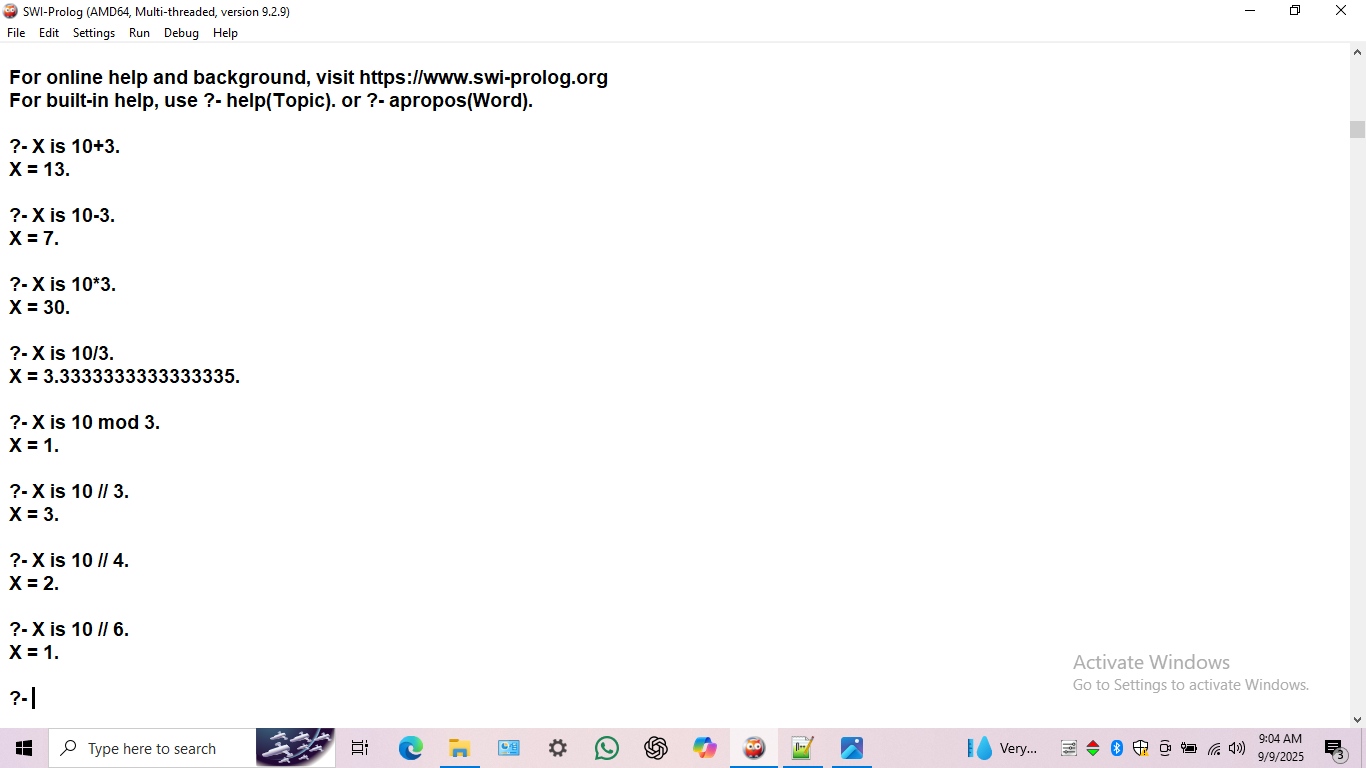 SWI-Prolog (AMD64, Multi-threaded, version 9.2.9)
File Edit Settings Run Debug Help
For online help and background, visit https://www.swi-prolog.org
For built-in help, use ?- help(Topic). or ?- apropos(Word).
?- X is 10+3.
X = 13.
?- X is 10-3.
X = 7.
?- X is 10*3.
X = 30.
?- X is 10/3.
X = 3.3333333333333335.
?- X is 10 mod 3.
X = 1.
?- X is 10 // 3.
X = 3.
?- X is 10 // 4.
X = 2.
?- X is 10 // 6.
X = 1.
?-
Activate Windows
Go to Settings to activate Windows.
Type here to search
Very...
9:04 AM
9/9/2025
3